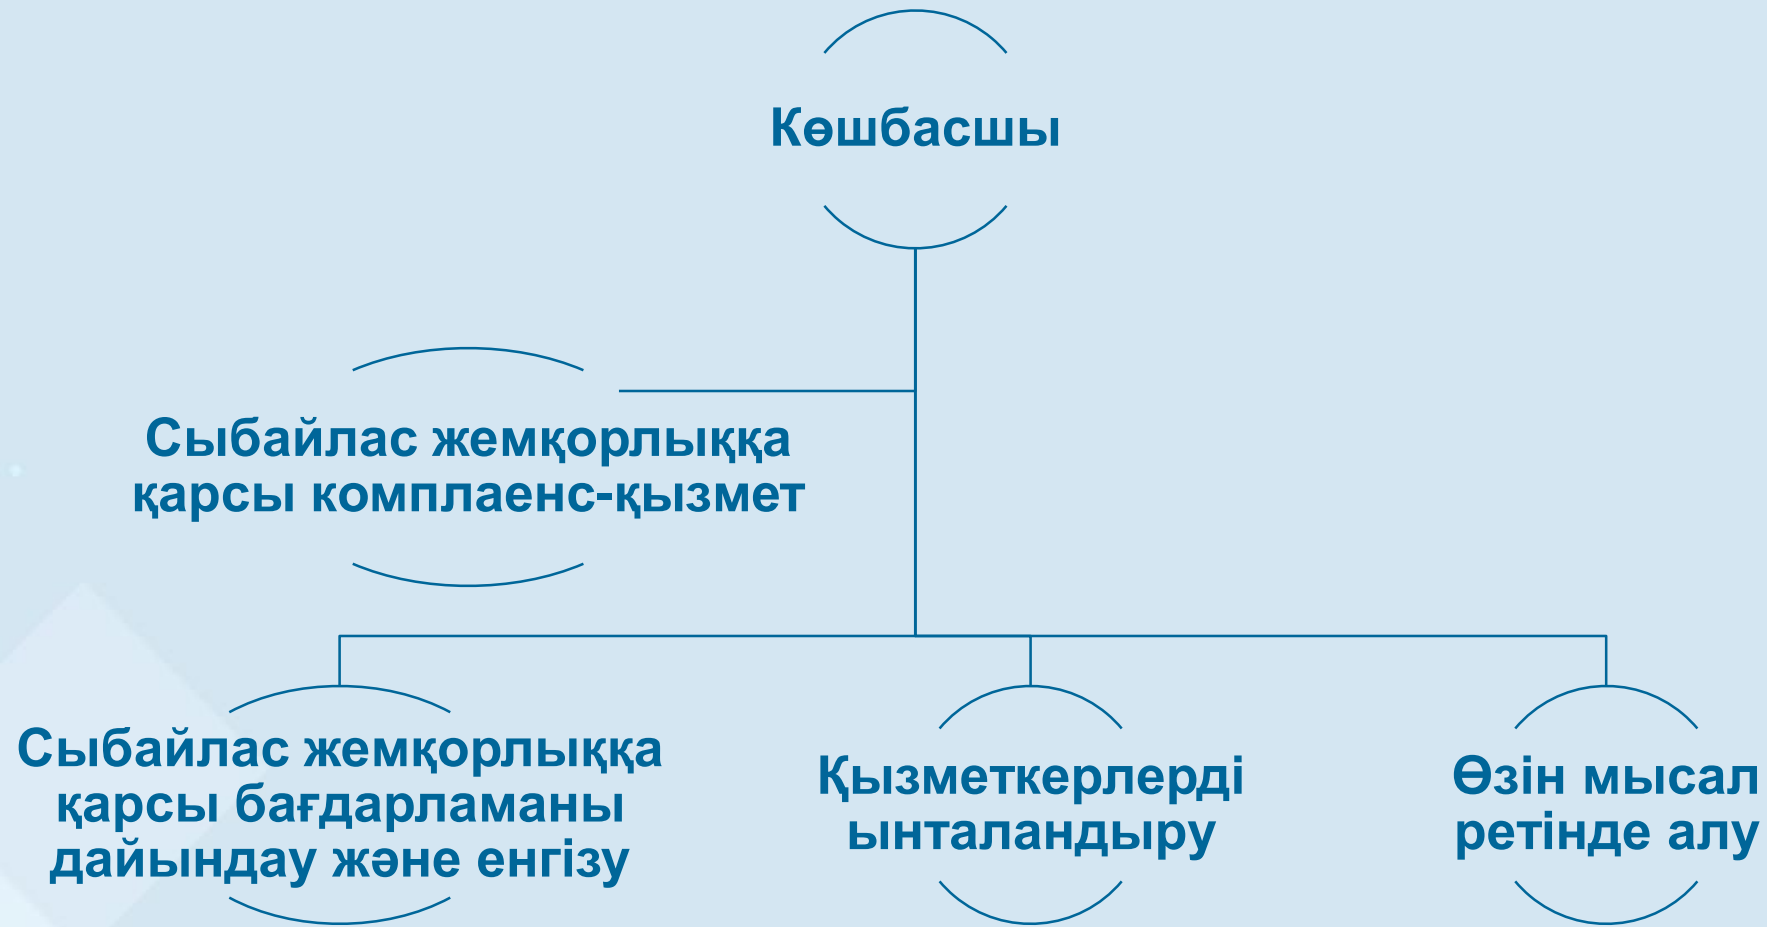 Көшбасшы
Сыбайлас жемқорлыққа
қарсы комплаенс-қызмет
Сыбайлас жемқорлыққа
қарсы бағдарламаны
дайындау және енгізу
Қызметкерлерді
ынталандыру
Өзін мысал
ретінде алу